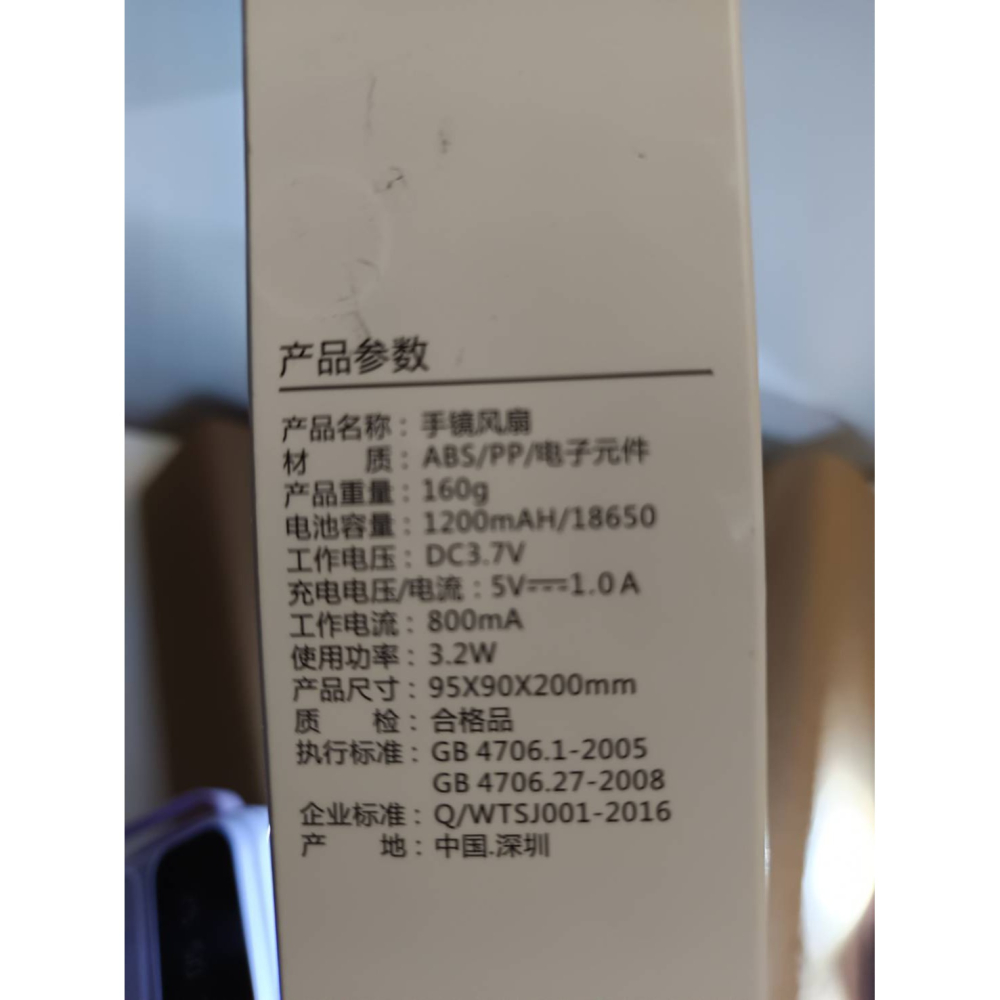 产品参数
产品名称：手镜风扇
材 质：ABS/PP/电子元件
产品重量：160g
电池容量：1200mAH/18650
工作电压：DC3.7V
充电电压/电流：5V⎓1.0A
工作电流：800mA
使用功率：3.2W
产品尺寸：95X90X200mm
质 检：合格品
执行标准：GB 4706.1-2005
GB 4706.27-2008
企业标准：Q/WTSJ001-2016
产 地：中国.深圳